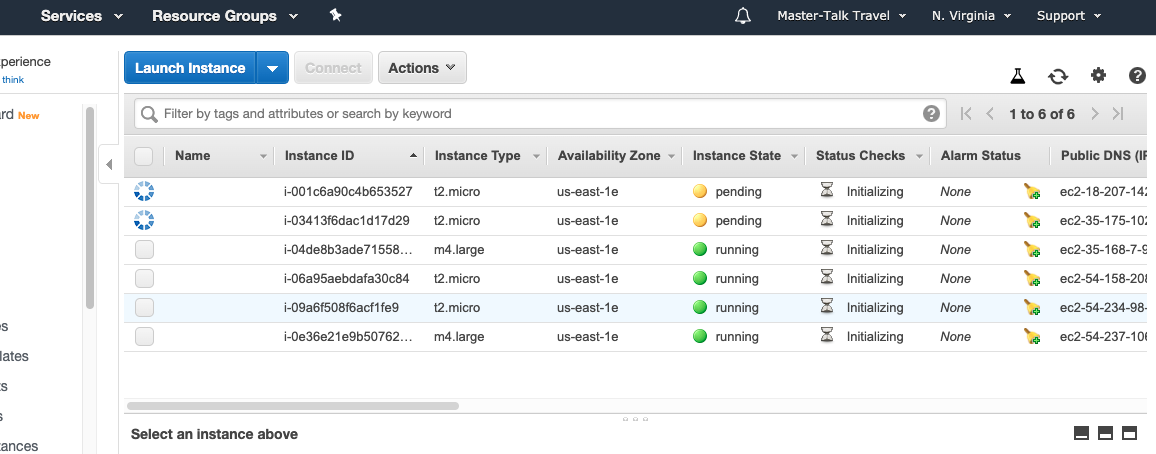 Services Resource Groups Master-Talk Travel N. Virginia Support
perience
think
rd New
es
lates
ts
s
tances
Launch Instance Connect Actions
Filter by tags and attributes or search by keyword ? 1 to 6 of 6
Name Instance ID Instance Type Availability Zone Instance State Status Checks Alarm Status Public DNS (IP
i-001c6a90c4b653527 t2.micro us-east-1e pending Initializing None ec2-18-207-142
i-03413f6dac1d17d29 t2.micro us-east-1e pending Initializing None ec2-35-175-102
i-04de8b3ade71558... m4.large us-east-1e running Initializing None ec2-35-168-7-9
i-06a95aebdafa30c84 t2.micro us-east-1e running Initializing None ec2-54-158-208
i-09a6f508f6acf1fe9 t2.micro us-east-1e running Initializing None ec2-54-234-98-
i-0e36e21e9b50762... m4.large us-east-1e running Initializing None ec2-54-237-106
Select an instance above